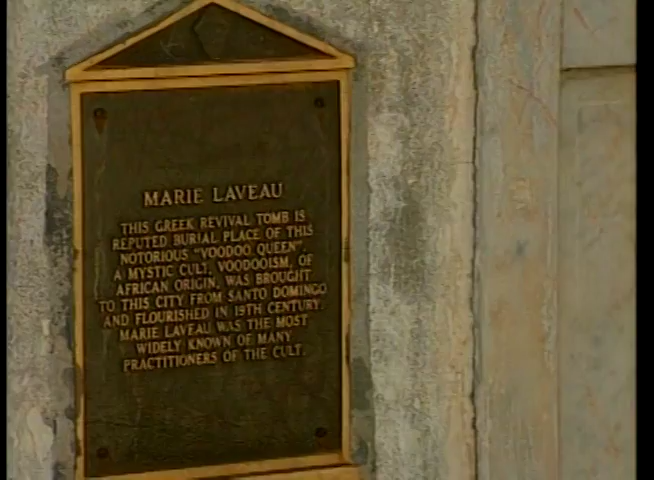 MARIE LAVEAU
THIS GREEK REVIVAL TOMB IS
REPUTED BURIAL PLACE OF THIS
NOTORIOUS "VOODOO QUEEN".
A MYSTIC CULT, VOODOOISM, OF
AFRICAN ORIGIN, WAS BROUGHT
TO THIS CITY FROM SANTO DOMINGO
AND FLOURISHED IN 19TH CENTURY.
MARIE LAVEAU WAS THE MOST
WIDELY KNOWN OF MANY
PRACTITIONERS OF THE CULT.